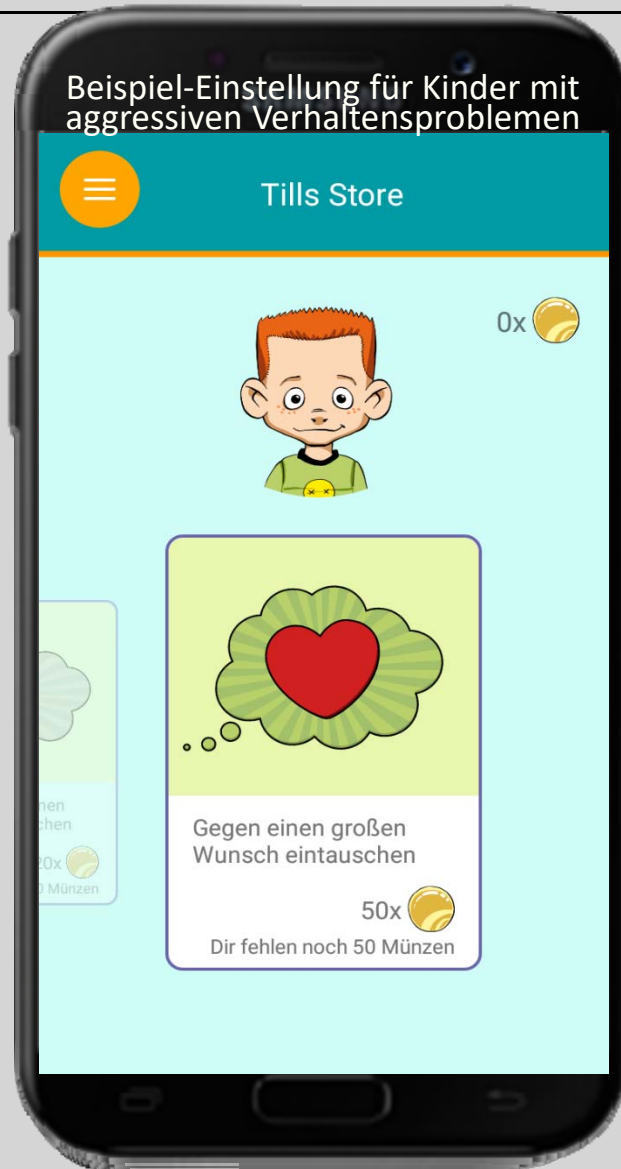 Beispiel-Einstellung für Kinder mit
aggressiven Verhaltensproblemen
Tills Store
0x
Gegen einen großen
Wunsch eintauschen
50x
Dir fehlen noch 50 Münzen
Münzen